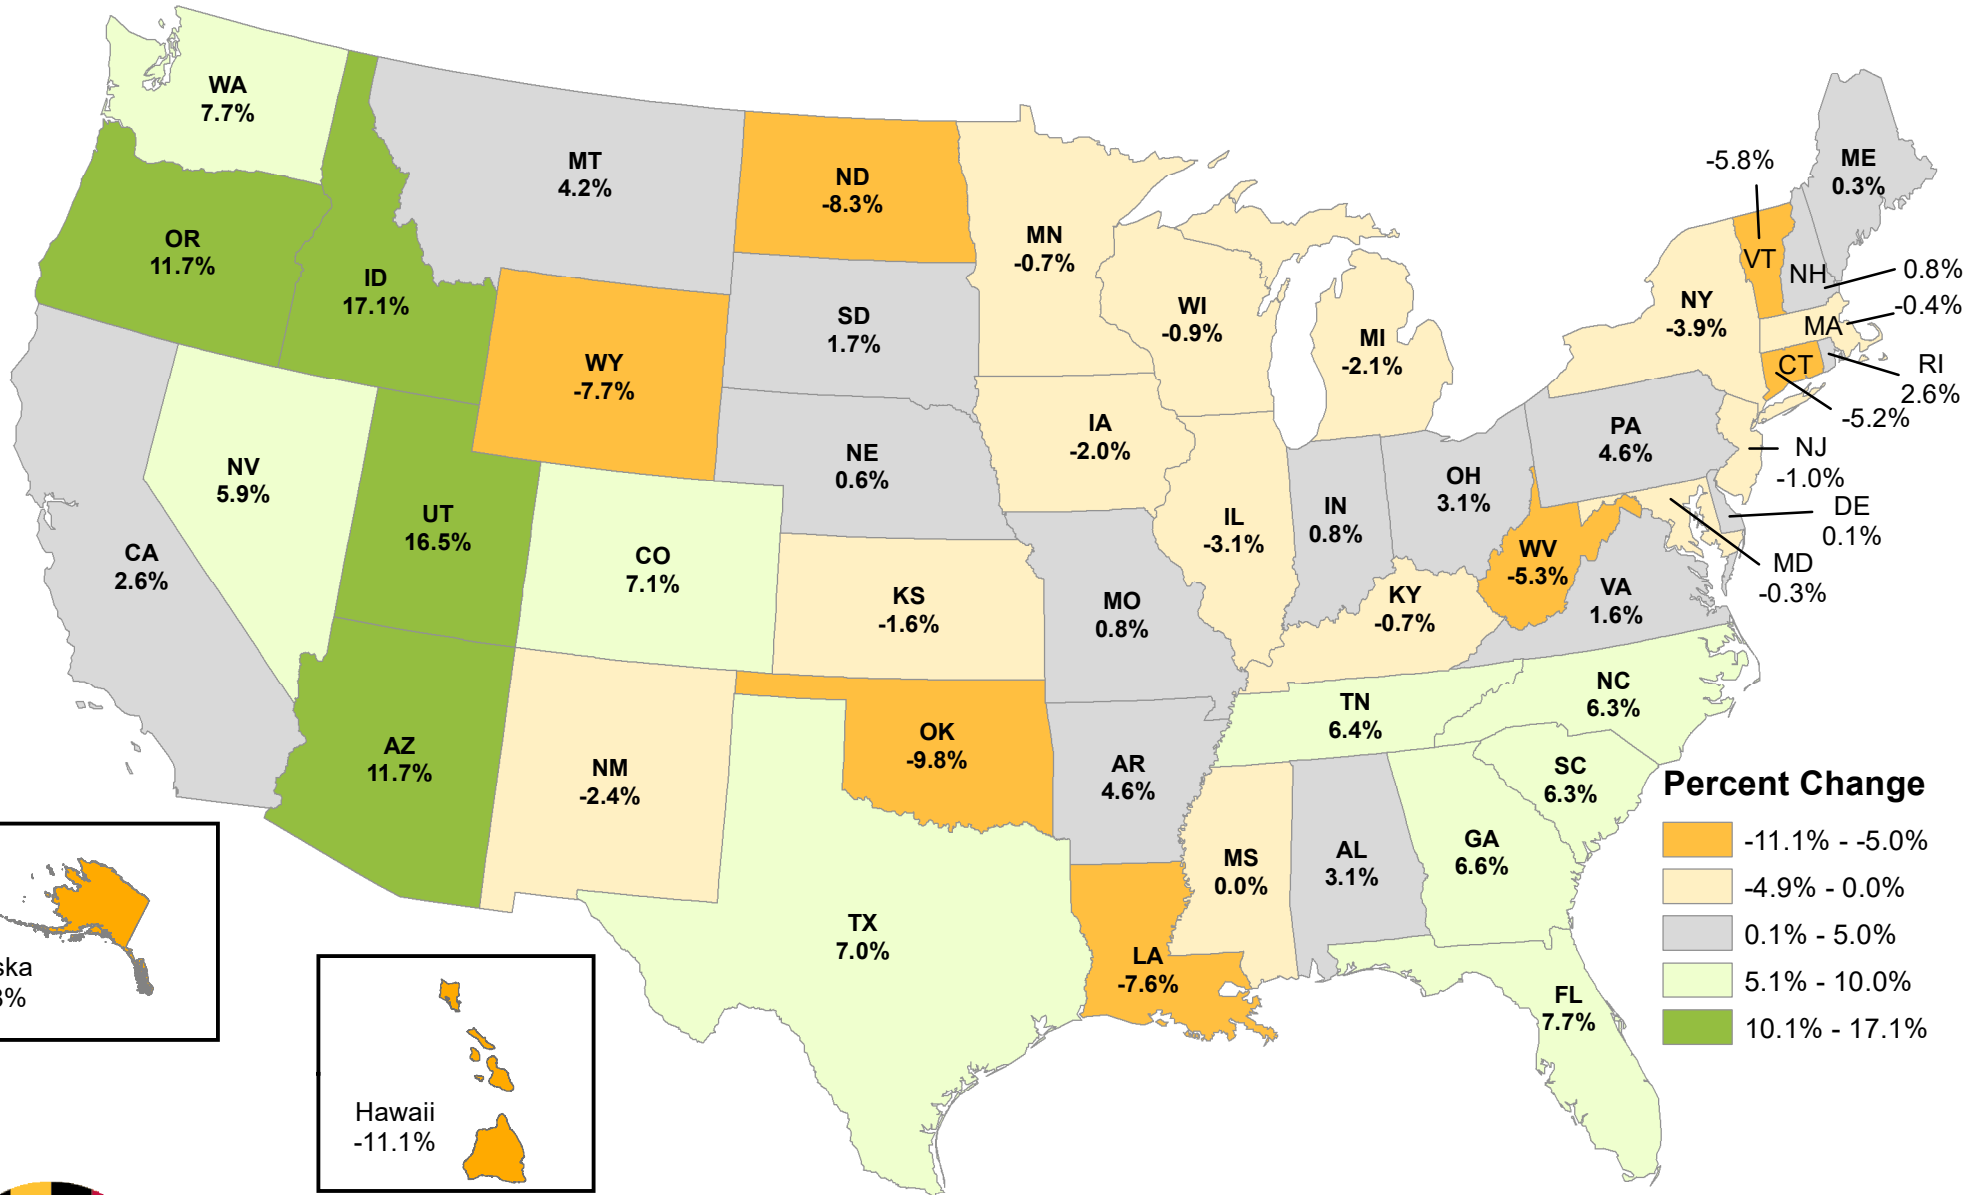 WA
7.7%
MT
4.2%
ND
-8.3%
ME
0.3%
-5.8%
OR
11.7%
ID
17.1%
MN
-0.7%
VT
NH
0.8%
-0.4%
WY
-7.7%
SD
1.7%
WI
-0.9%
MI
-2.1%
NY
-3.9%
MA
CT
RI
2.6%
-5.2%
NV
5.9%
UT
16.5%
NE
0.6%
IA
-2.0%
PA
4.6%
NJ
-1.0%
OH
3.1%
IN
0.8%
IL
-3.1%
DE
0.1%
CA
2.6%
CO
7.1%
WV
-5.3%
MD
-0.3%
KS
-1.6%
MO
0.8%
KY
-0.7%
VA
1.6%
TN
6.4%
NC
6.3%
AZ
11.7%
NM
-2.4%
OK
-9.8%
AR
4.6%
SC
6.3%
MS
0.0%
AL
3.1%
GA
6.6%
TX
7.0%
LA
-7.6%
FL
7.7%
Percent Change
-11.1% - -5.0%
-4.9% - 0.0%
0.1% - 5.0%
5.1% - 10.0%
10.1% - 17.1%
Hawaii
-11.1%